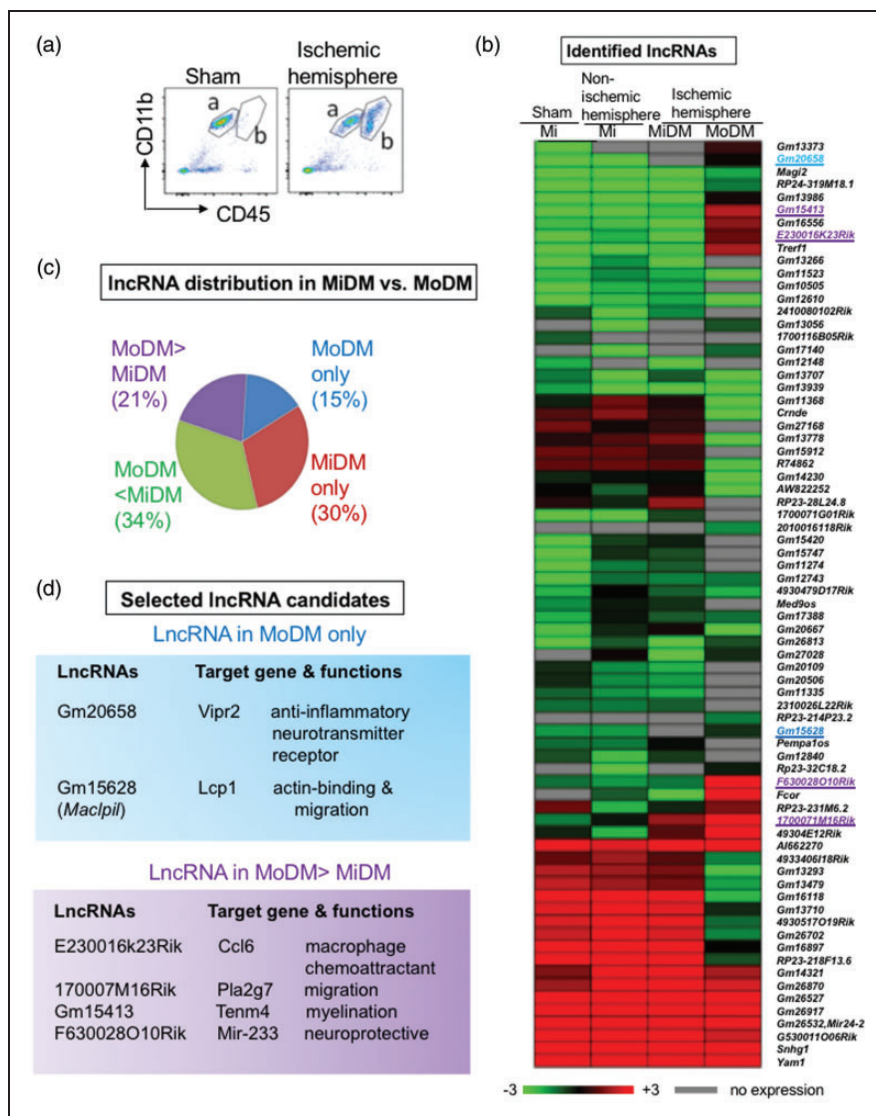 (a)
Sham
Ischemic
hemisphere
CD11b
a
b
a
b
CD45
(b)
Identified lncRNAs
Sham
Non-
ischemic
hemisphere
Ischemic
hemisphere
Mi
Mi
MiDM
MoDM
Gm13373
Gm20658
Magi2
RP24-319M18.1
Gm13986
Gm15413
Gm16556
E230016K23Rik
Trerf1
Gm13266
Gm11523
Gm10505
Gm12610
2410080102Rik
Gm13056
1700116B05Rik
Gm17140
Gm12148
Gm13707
Gm13939
Gm11368
Crnde
Gm27168
Gm13778
Gm15912
R74862
Gm14230
AW822252
RP23-28L24.8
1700071G01Rik
2010016118Rik
Gm15420
Gm15747
Gm11274
Gm12743
4930479D17Rik
Med9os
Gm17388
Gm20667
Gm26813
Gm27028
Gm20109
Gm20506
Gm11335
2310026L22Rik
RP23-214P23.2
Gm15628
Pempa1os
Gm12840
Rp23-32C18.2
F630028O10Rik
Fcor
RP23-231M6.2
1700071M16Rik
49304E12Rik
AI662270
4933406I18Rik
Gm13293
Gm13479
Gm16118
Gm13710
4930517O19Rik
Gm26702
Gm16897
RP23-218F13.6
Gm14321
Gm26870
Gm26527
Gm26917
Gm26532,Mir24-2
G530011O06Rik
Snhg1
Yam1
-3
+3
no expression
(c)
lncRNA distribution in MiDM vs. MoDM
MoDM>
MiDM
(21%)
MoDM
only
(15%)
MoDM
<MiDM
(34%)
MiDM
only
(30%)
(d)
Selected lncRNA candidates
LncRNA in MoDM only
LncRNAs Target gene & functions
Gm20658 Vipr2 anti-inflammatory
neurotransmitter
receptor
Gm15628 Lcp1 actin-binding &
(Maclpil) migration
LncRNA in MoDM> MiDM
LncRNAs Target gene & functions
E230016k23Rik Ccl6 macrophage
chemoattractant
170007M16Rik Pla2g7 migration
Gm15413 Tenm4 myelination
F630028O10Rik Mir-233 neuroprotective